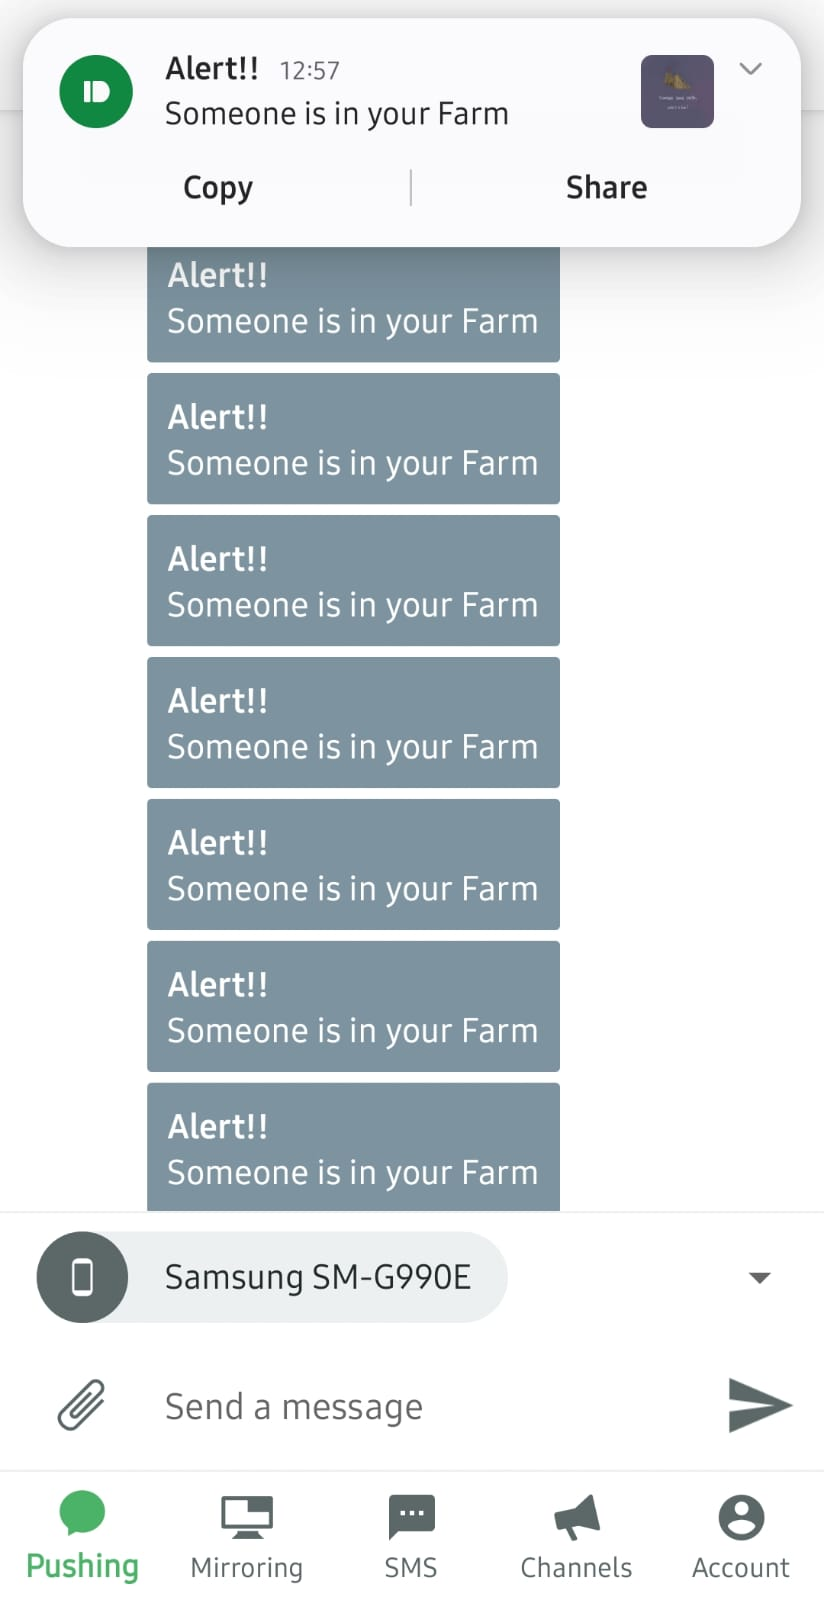 Alert!! 12:57
Someone is in your Farm
Copy
Share
Alert!!
Someone is in your Farm
Alert!!
Someone is in your Farm
Alert!!
Someone is in your Farm
Alert!!
Someone is in your Farm
Alert!!
Someone is in your Farm
Alert!!
Someone is in your Farm
Alert!!
Someone is in your Farm
Samsung SM-G990E
Send a message
Pushing
Mirroring
SMS
Channels
Account